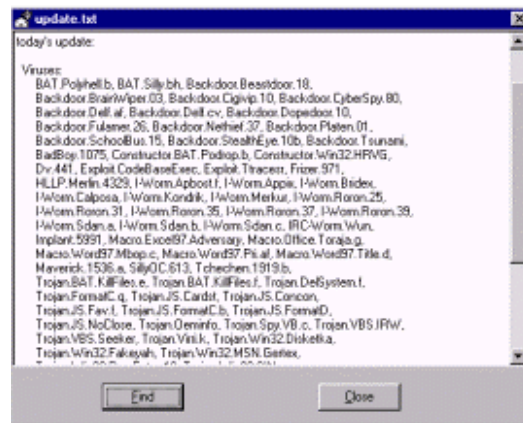 update.txt
today's update:
Viruses:
BAT.Polyhell.b, BAT.Silly.bh, Backdoor.Beastdoor.18,
Backdoor.BrainWiper.03, Backdoor.Cigivip.10, Backdoor.CyberSpy.80,
Backdoor.Delf.af, Backdoor.Delf.cv, Backdoor.Dopedoor.10,
Backdoor.Fulamer.26, Backdoor.Nethief.37, Backdoor.Platen.01,
Backdoor.SchoolBus.15, Backdoor.StealthEye.10b, Backdoor.Tsunami,
BadBoy.1075, Constructor.BAT.Podrop.b, Constructor.Win32.HRVG,
Dv.441, Exploit.CodeBaseExec, Exploit.Ttracert, Frizer.971,
HLLP.Merlin.4329, I-Worm.Apbost.f, I-Worm.Appix, I-Worm.Bridex,
I-Worm.Calposa, I-Worm.Kondrik, I-Worm.Merkur, I-Worm.Roron.25,
I-Worm.Roron.31, I-Worm.Roron.35, I-Worm.Roron.37, I-Worm.Roron.39,
I-Worm.Sdan.a, I-Worm.Sdan.b, I-Worm.Sdan.c, IRC-Worm.Wun,
Implant.5991, Macro.Excel97.Adversary, Macro.Office.Toraja.g,
Macro.Word97.Mbop.c, Macro.Word97.Psi.af, Macro.Word97.Title.d,
Maverick.1536.a, SillyOC.613, Tchechen.1919.b,
Trojan.BAT.KillFiles.e, Trojan.BAT.KillFiles.f, Trojan.DelSystem.f,
Trojan.FormatC.q, Trojan.JS.Cardst, Trojan.JS.Concon,
Trojan.JS.Fav.f, Trojan.JS.FormatC.b, Trojan.JS.FormatD,
Trojan.JS.NoClose, Trojan.Oeminfo, Trojan.Spy.VB.c, Trojan.VBS.IRW,
Trojan.VBS.Seeker, Trojan.Viri.k, Trojan.Win32.Disketka,
Trojan.Win32.Fakeyah, Trojan.Win32.MSN.Gertex,
Find
Close